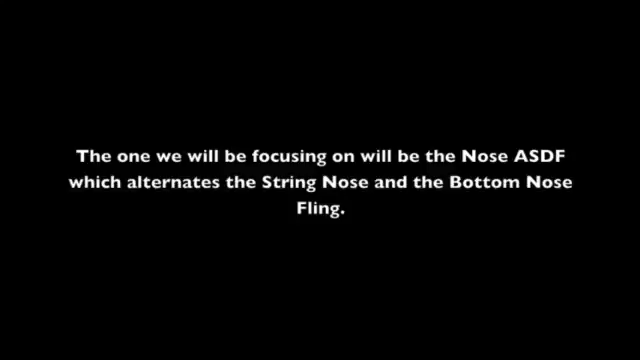 The one we will be focusing on will be the Nose ASDF
which alternates the String Nose and the Bottom Nose
Fling.